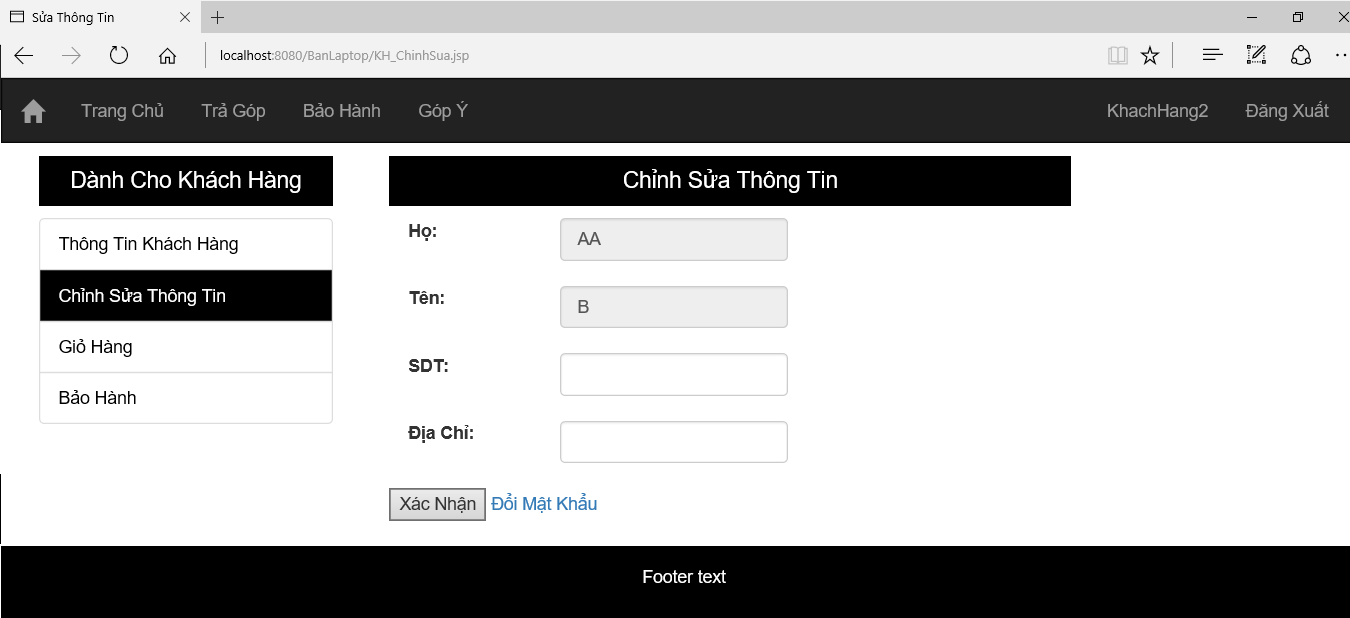 Sửa Thông Tin
localhost:8080/BanLaptop/KH_ChinhSua.jsp
Trang Chủ Trả Góp Bảo Hành Góp Ý KhachHang2 Đăng Xuất
Dành Cho Khách Hàng
Thông Tin Khách Hàng
Chỉnh Sửa Thông Tin
Giỏ Hàng
Bảo Hành
Chỉnh Sửa Thông Tin
Họ: AA
Tên: B
SDT:
Địa Chỉ:
Xác Nhận Đổi Mật Khẩu
Footer text